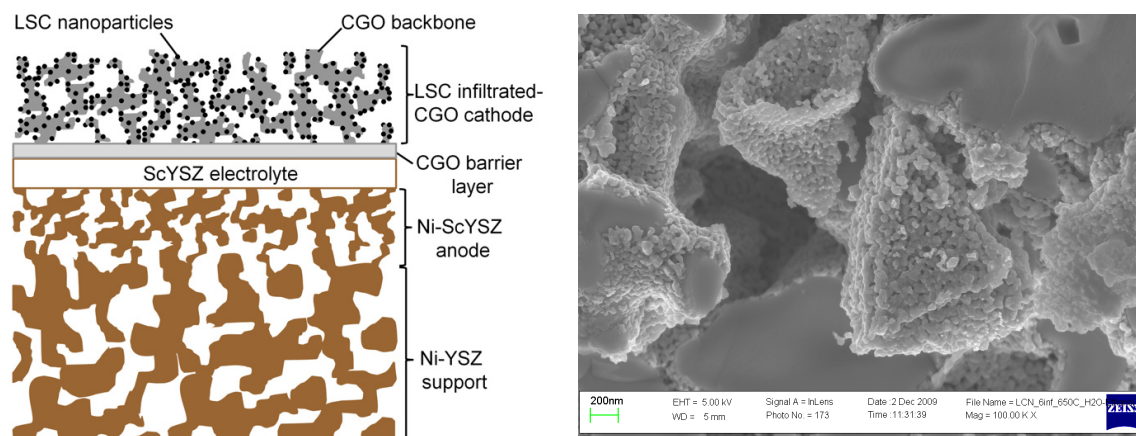 LSC nanoparticles
CGO backbone
LSC infiltrated-
CGO cathode
CGO barrier
layer
ScYSZ electrolyte
Ni-ScYSZ
anode
Ni-YSZ
support
200nm
EHT = 5.00 kV
WD = 5 mm
Signal A = InLens
Photo No. = 173
Date :2 Dec 2009
Time :11:31:39
File Name = LCN_6inf_650C_H2O-
Mag = 100.00 K X
ZEISS